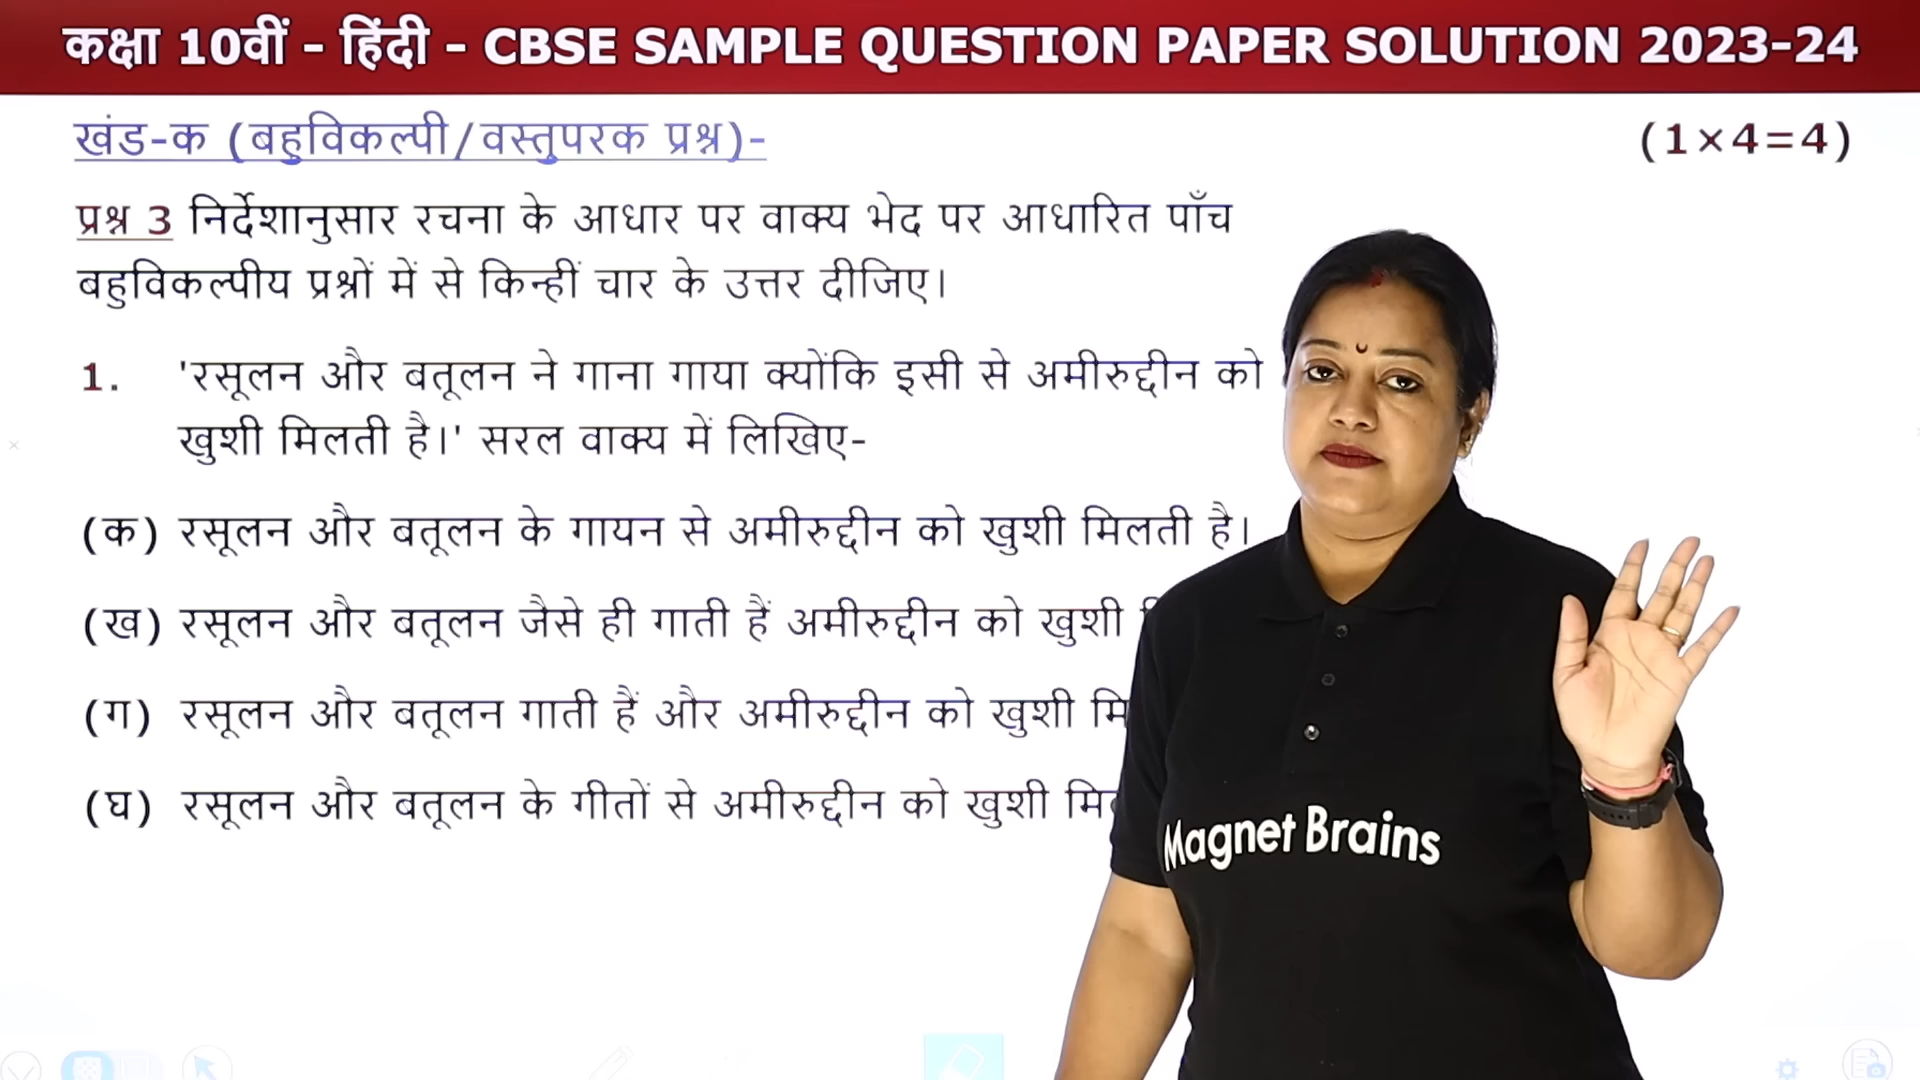 कक्षा 10वीं - हिंदी - CBSE SAMPLE QUESTION PAPER SOLUTION 2023-24
खंड-क (बहुविकल्पी/वस्तुपरक प्रश्न)- (1×4=4)
प्रश्न 3 निर्देशानुसार रचना के आधार पर वाक्य भेद पर आधारित पाँच
बहुविकल्पीय प्रश्नों में से किन्हीं चार के उत्तर दीजिए।
1. 'रसूलन और बतूलन ने गाना गाया क्योंकि इसी से अमीरुद्दीन को
खुशी मिलती है।' सरल वाक्य में लिखिए-
(क) रसूलन और बतूलन के गायन से अमीरुद्दीन को खुशी मिलती है।
(ख) रसूलन और बतूलन जैसे ही गाती हैं अमीरुद्दीन को खुशी
(ग) रसूलन और बतूलन गाती हैं और अमीरुद्दीन को खुशी
(घ) रसूलन और बतूलन के गीतों से अमीरुद्दीन को खुशी
Magnet Brains